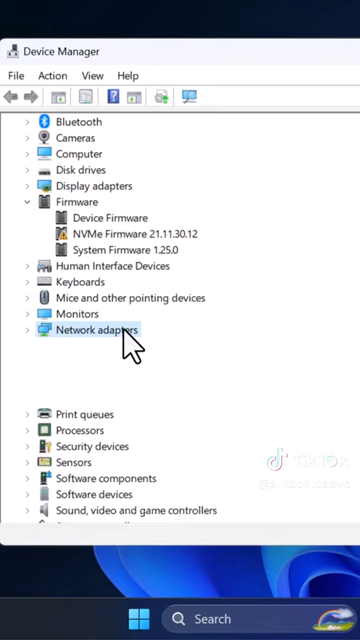 Device Manager
File Action View Help
Bluetooth
Cameras
Computer
Disk drives
Display adapters
Firmware
Device Firmware
NVMe Firmware 21.11.30.12
System Firmware 1.25.0
Human Interface Devices
Keyboards
Mice and other pointing devices
Monitors
Network adapters
Print queues
Processors
Security devices
Sensors
Software components
Software devices
Sound, video and game controllers
TikTok
Search